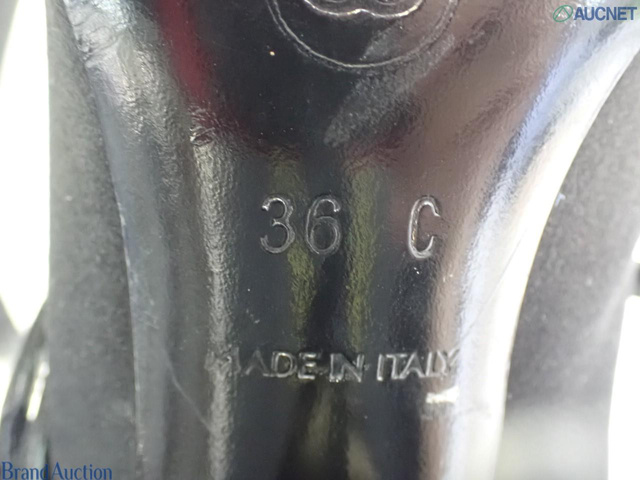 AUCNET
36 C
MADE IN ITALY
Brand Auction